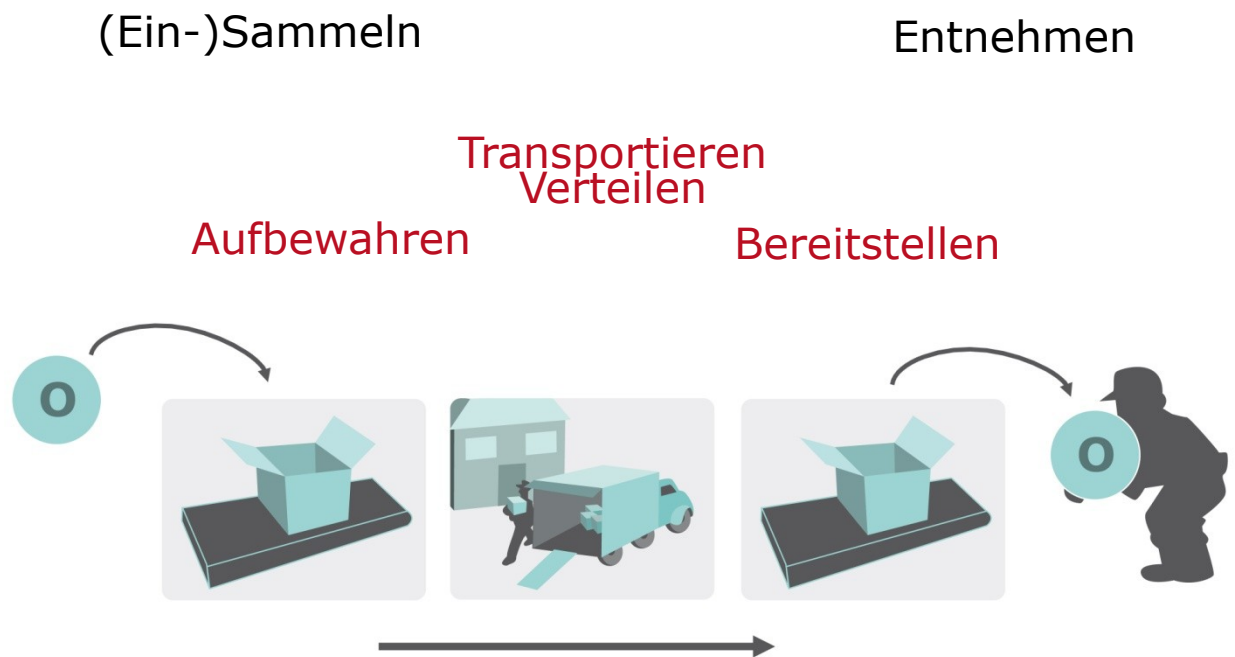 (Ein-)Sammeln
Entnehmen
Transportieren
Verteilen
Aufbewahren
Bereitstellen
O
O